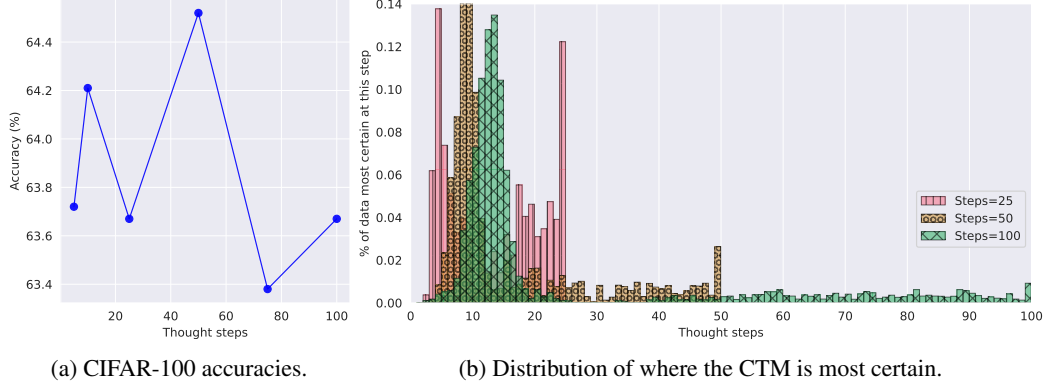 64.4
64.2
64.0
63.8
63.6
63.4
Accuracy (%)
20 40 60 80 100
Thought steps
(a) CIFAR-100 accuracies.
0.14
0.12
0.10
0.08
0.06
0.04
0.02
0.00
% of data most certain at this step
Steps=25
Steps=50
Steps=100
0 10 20 30 40 50 60 70 80 90 100
Thought steps
(b) Distribution of where the CTM is most certain.